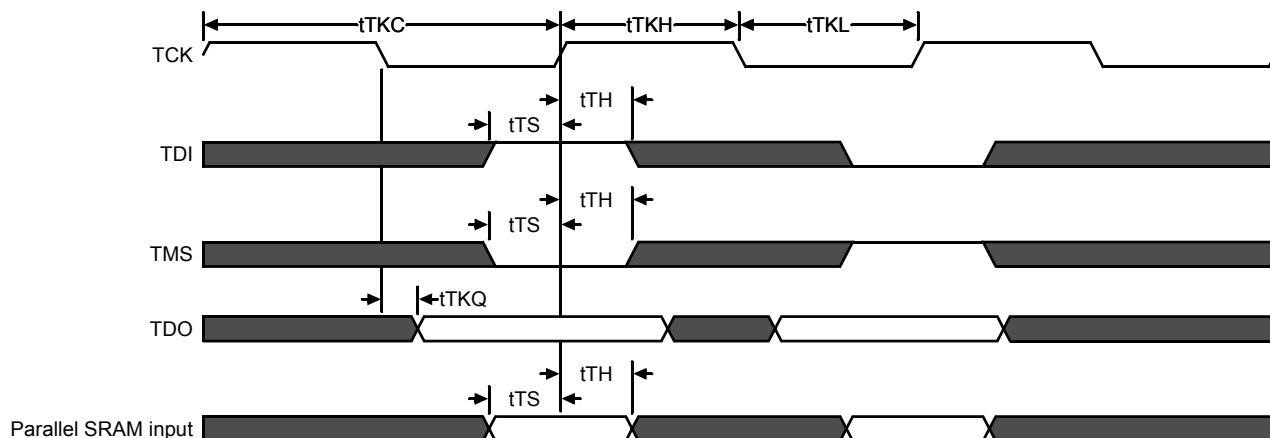 tTKC
tTKH
tTKL
TCK
tTH
tTS
TDI
tTH
tTS
TMS
tTKQ
TDO
tTH
tTS
Parallel SRAM input